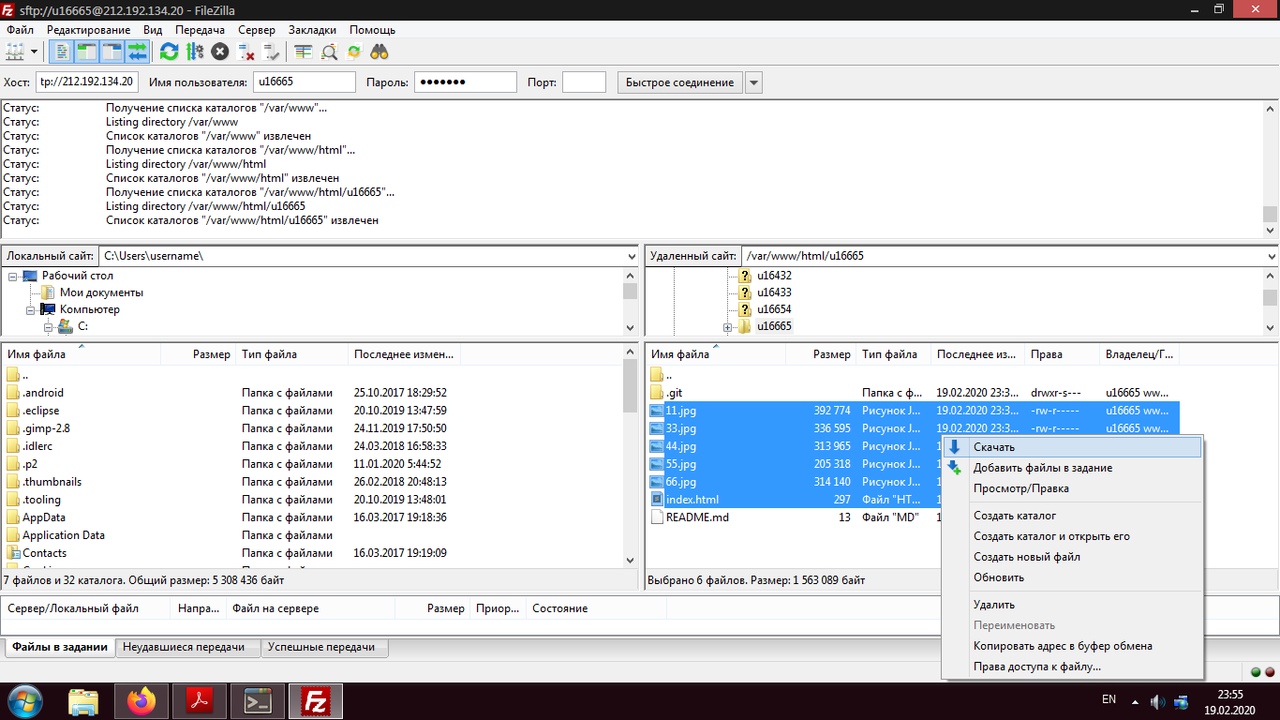 sftp://u16665@212.192.134.20 - FileZilla
Файл Редактирование Вид Передача Сервер Закладки Помощь
Хост: tp://212.192.134.20 Имя пользователя: u16665 Пароль: ●●●●●●● Порт: Быстрое соединение
Статус: Получение списка каталогов "/var/www"...
Статус: Listing directory /var/www
Статус: Список каталогов "/var/www" извлечен
Статус: Получение списка каталогов "/var/www/html"...
Статус: Listing directory /var/www/html
Статус: Список каталогов "/var/www/html" извлечен
Статус: Получение списка каталогов "/var/www/html/u16665"...
Статус: Listing directory /var/www/html/u16665
Статус: Список каталогов "/var/www/html/u16665" извлечен
Локальный сайт: C:\Users\username\
Рабочий стол
Мои документы
Компьютер
C:
Удаленный сайт: /var/www/html/u16665
u16432
u16433
u16654
u16665
Имя файла Размер Тип файла Последнее измен...
..
.android Папка с файлами 25.10.2017 18:29:52
.eclipse Папка с файлами 20.10.2019 13:47:59
.gimp-2.8 Папка с файлами 24.11.2019 17:50:50
.idlerc Папка с файлами 24.03.2018 16:58:33
.p2 Папка с файлами 11.01.2020 5:44:52
.thumbnails Папка с файлами 26.02.2018 20:48:13
.tooling Папка с файлами 20.10.2019 13:48:01
AppData Папка с файлами 16.03.2017 19:18:36
Application Data Папка с файлами
Contacts Папка с файлами 16.03.2017 19:19:09
7 файлов и 32 каталога. Общий размер: 5 308 436 байт
Имя файла Размер Тип файла Последнее из... Права Владелец/Г...
..
.git Папка с ф... 19.02.2020 23:3... drwxr-s--- u16665 ww...
11.jpg 392 774 Рисунок J... 19.02.2020 23:3... -rw-r----- u16665 ww...
33.jpg 336 595 Рисунок J... 19.02.2020 23:3... -rw-r----- u16665 ww...
44.jpg 313 965 Рисунок J...
55.jpg 205 318 Рисунок J...
66.jpg 314 140 Рисунок J...
index.html 297 Файл "HT...
README.md 13 Файл "MD"
Выбрано 6 файлов. Размер: 1 563 089 байт
Скачать
Добавить файлы в задание
Просмотр/Правка
Создать каталог
Создать каталог и открыть его
Создать новый файл
Обновить
Удалить
Переименовать
Копировать адрес в буфер обмена
Права доступа к файлу...
Сервер/Локальный файл Напра... Файл на сервере Размер Приор... Состояние
Файлы в задании Неудавшиеся передачи Успешные передачи
EN 23:55
19.02.2020